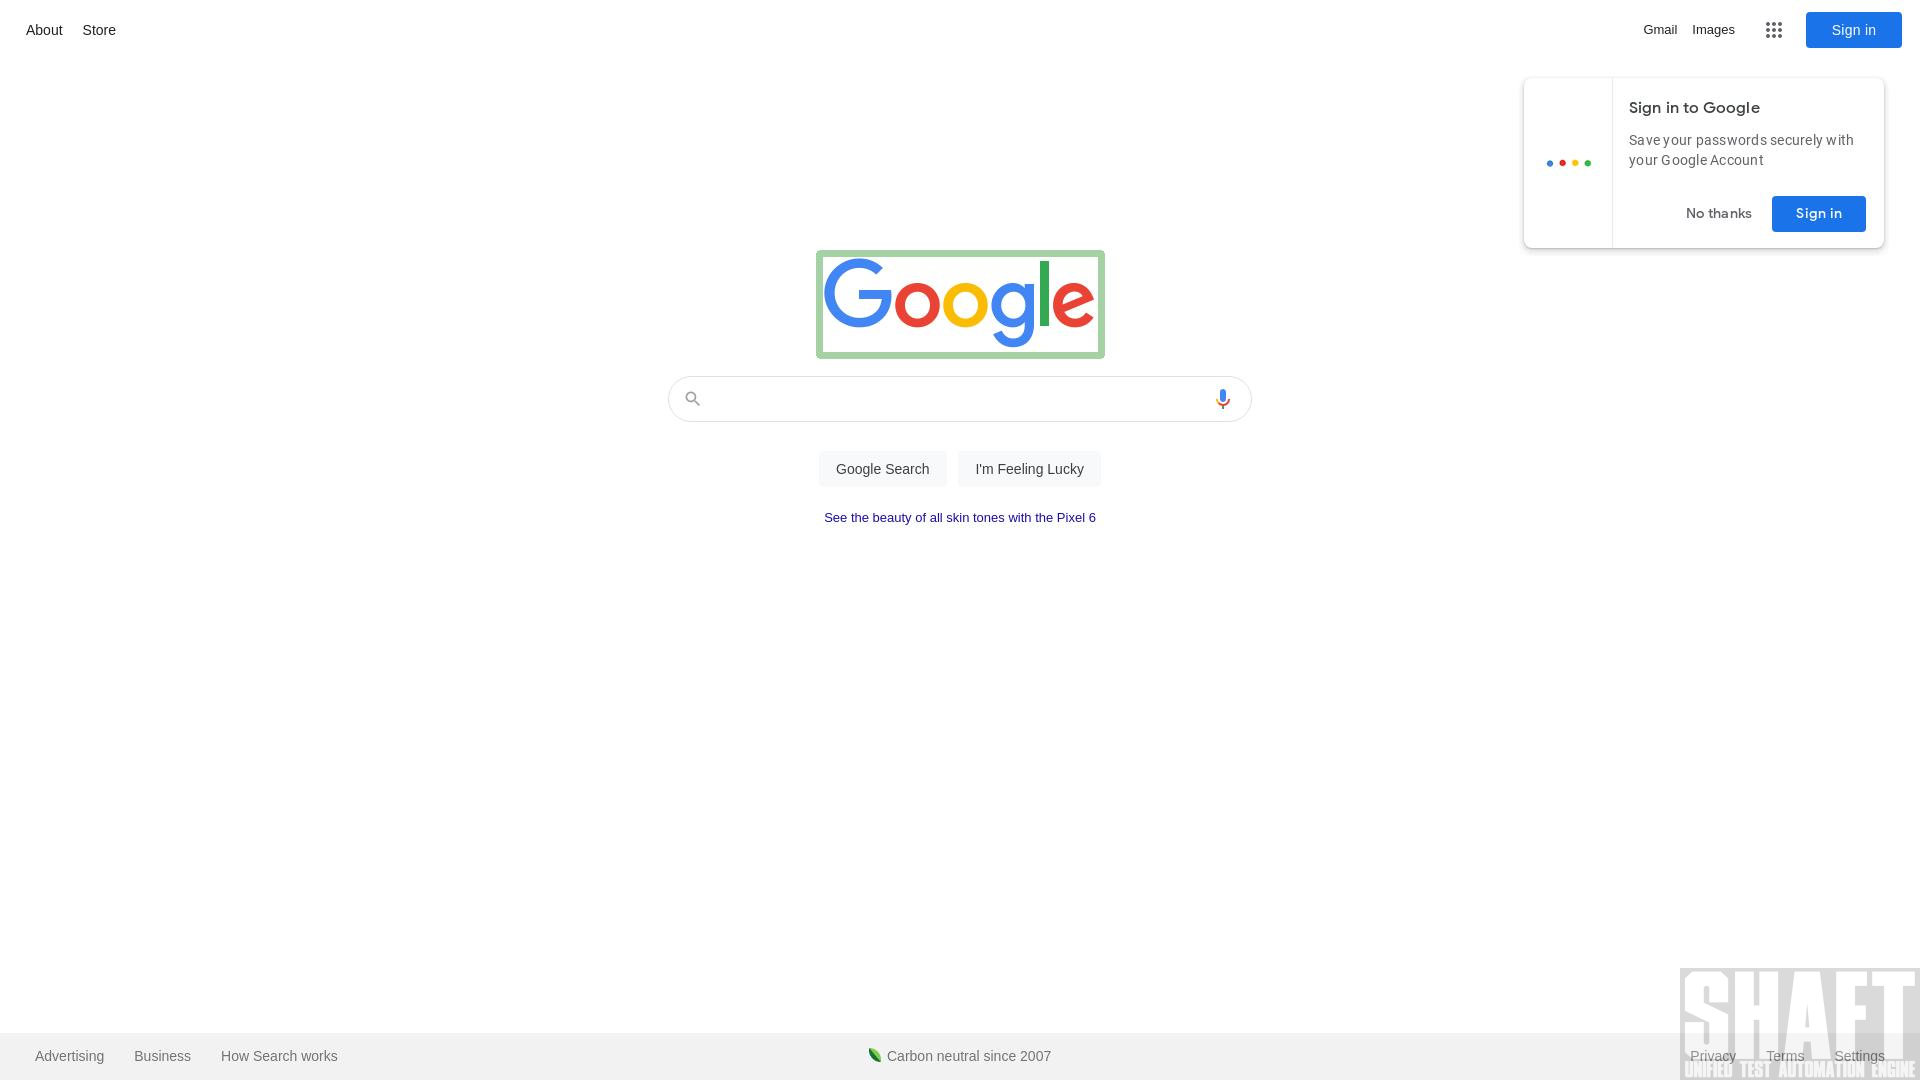 About Store Gmail Images Sign in
Sign in to Google
Save your passwords securely with
your Google Account
No thanks Sign in
Google
Google Search I'm Feeling Lucky
See the beauty of all skin tones with the Pixel 6
SHAFT
Advertising Business How Search works Carbon neutral since 2007 Privacy Terms Settings
UNIFIED TEST AUTOMATION ENGINE